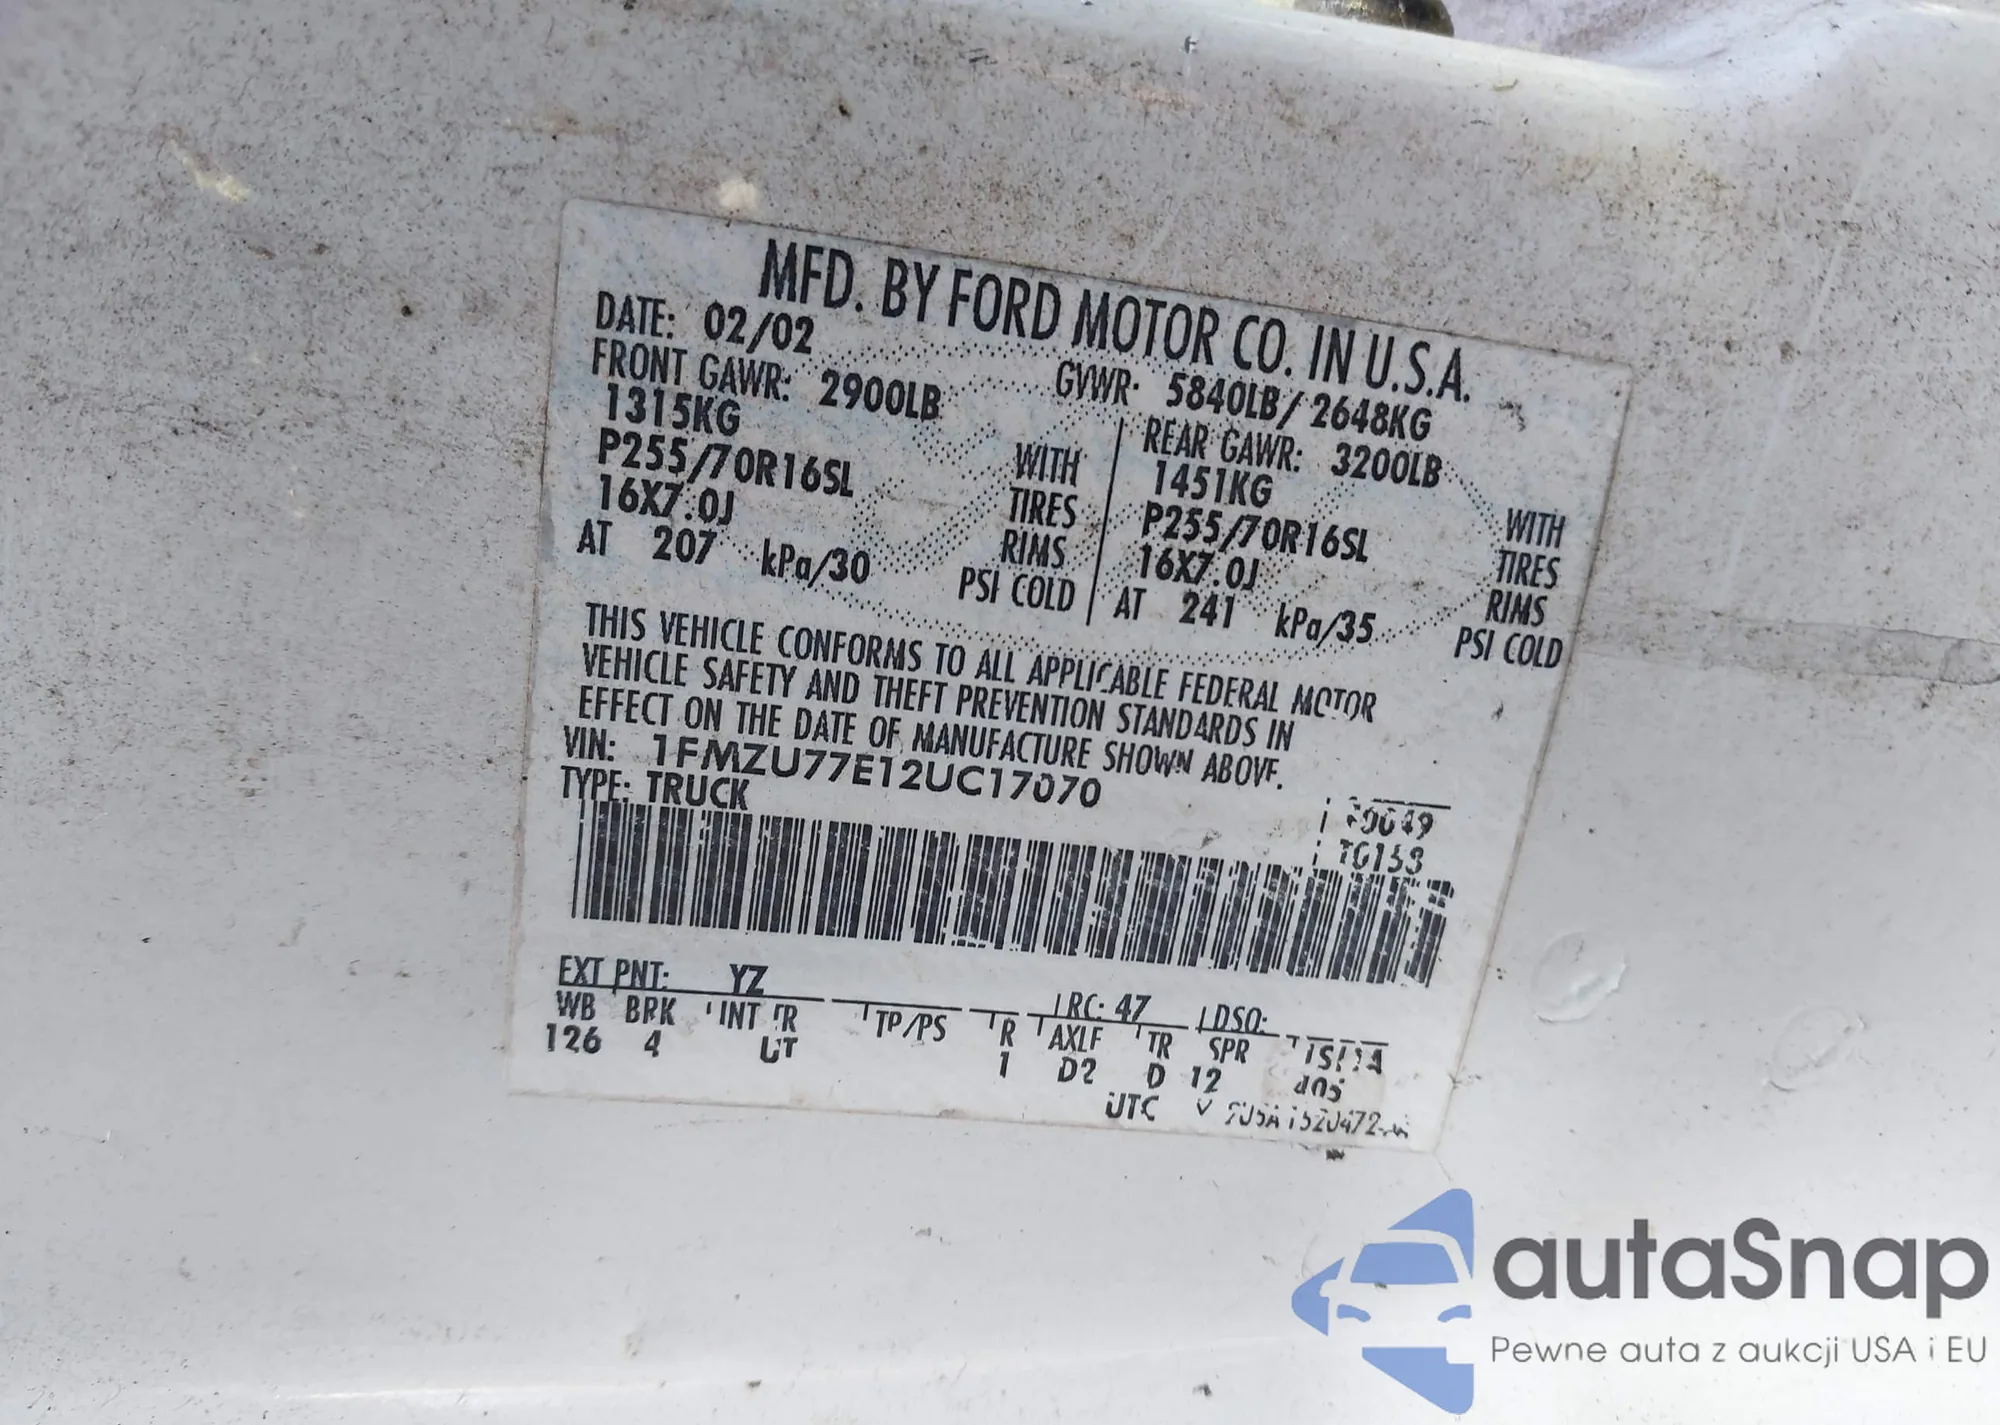 MFD. BY FORD MOTOR CO. IN U.S.A.
DATE: 02/02 GVWR: 5840LB/2648KG
FRONT GAWR: 2900LB REAR GAWR: 3200LB
1315KG WITH 1451KG WITH
P255/70R16SL TIRES P255/70R16SL TIRES
16X7.0J RIMS 16X7.0J RIMS
AT 207 kPa/30 PSI COLD AT 241 kPa/35 PSI COLD
THIS VEHICLE CONFORMS TO ALL APPLICABLE FEDERAL MOTOR
VEHICLE SAFETY AND THEFT PREVENTION STANDARDS IN
EFFECT ON THE DATE OF MANUFACTURE SHOWN ABOVE.
VIN: 1FMZU77E12UC17070
TYPE: TRUCK
EXT PNT: YZ RC: 47 DSO:
WB BRK INT TR TP/PS R AXLE TR SPR
126 4 1 D2 D 12
UTC
autaSnap
Pewne auta z aukcji USA i EU